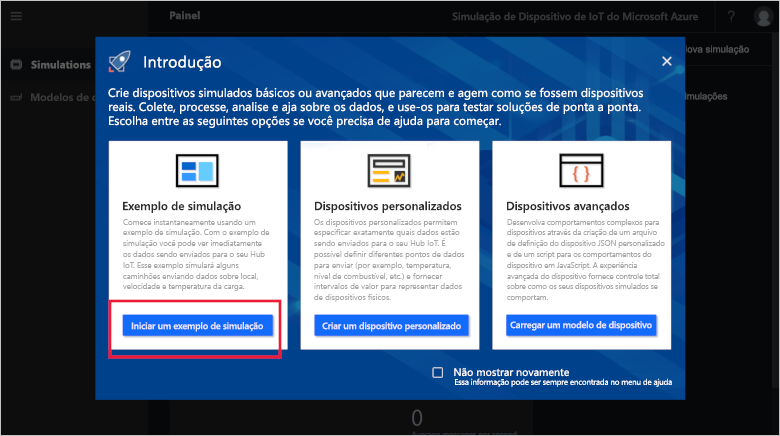 Painel
Simulação de Dispositivo de IoT do Microsoft Azure
?
Simulations
ova simulação
Modelos de
mulações
Introdução
Crie dispositivos simulados básicos ou avançados que parecem e agem como se fossem dispositivos
reais. Colete, processe, analise e aja sobre os dados, e use-os para testar soluções de ponta a ponta.
Escolha entre as seguintes opções se você precisa de ajuda para começar.
Exemplo de simulação
Comece instantaneamente usando um
exemplo de simulação. Com o exemplo de
simulação você pode ver imediatamente
os dados sendo enviados para o seu Hub
IoT. Esse exemplo simulará alguns
caminhões enviando dados sobre local,
velocidade e temperatura da carga.
Iniciar um exemplo de simulação
Dispositivos personalizados
Os dispositivos personalizados permitem
especificar exatamente quais dados estão
sendo enviados para o seu Hub IoT. É
possível definir diferentes pontos de dados
para enviar (por exemplo, temperatura,
nível de combustível, etc.) e fornecer
intervalos de valor para representar dados
de dispositivos físicos.
Criar um dispositivo personalizado
Dispositivos avançados
Desenvolva comportamentos complexos para
dispositivos através da criação de um arquivo
de definição do dispositivo JSON personalizado
e de um script para os comportamentos do
dispositivo em JavaScript. A experiência
avançada do dispositivo fornece controle total
sobre como os seus dispositivos simulados se
comportam.
Carregar um modelo de dispositivo
Não mostrar novamente
Essa informação pode ser sempre encontrada no menu de ajuda
0